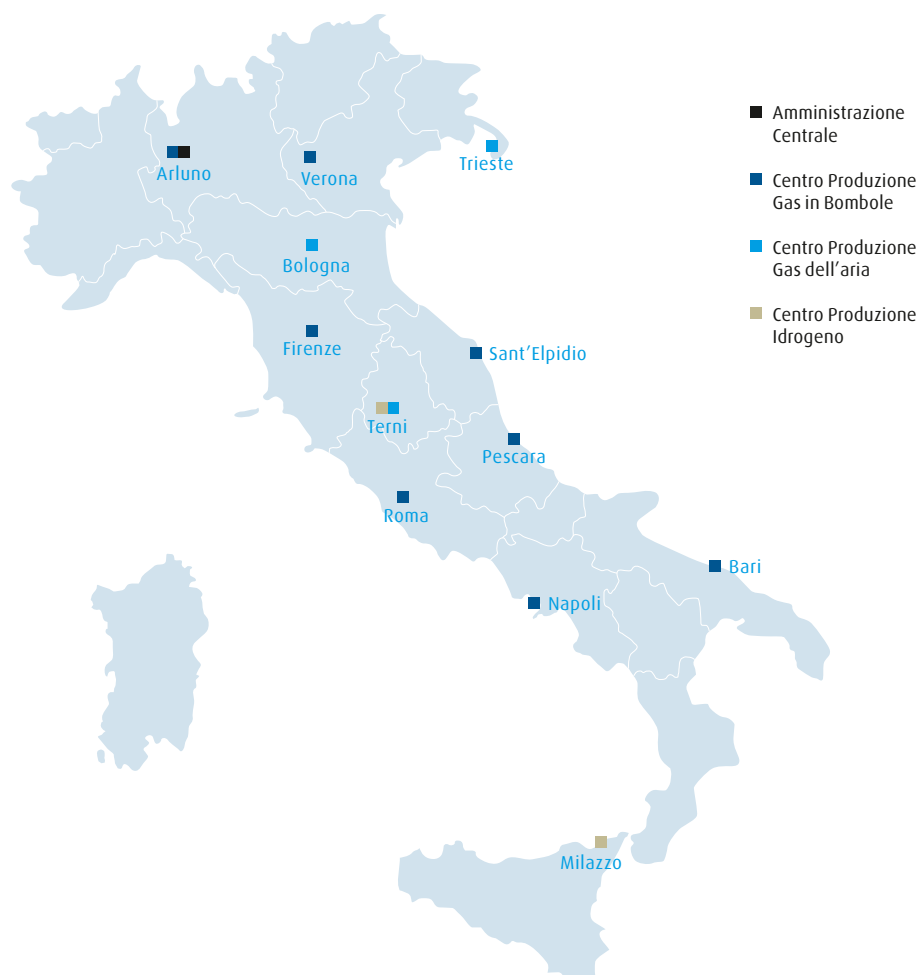 Amministrazione
Centrale
Centro Produzione
Gas in Bombole
Centro Produzione
Gas dell’aria
Centro Produzione
Idrogeno
Arluno
Verona
Trieste
Bologna
Firenze
Sant’Elpidio
Terni
Pescara
Roma
Bari
Napoli
Milazzo